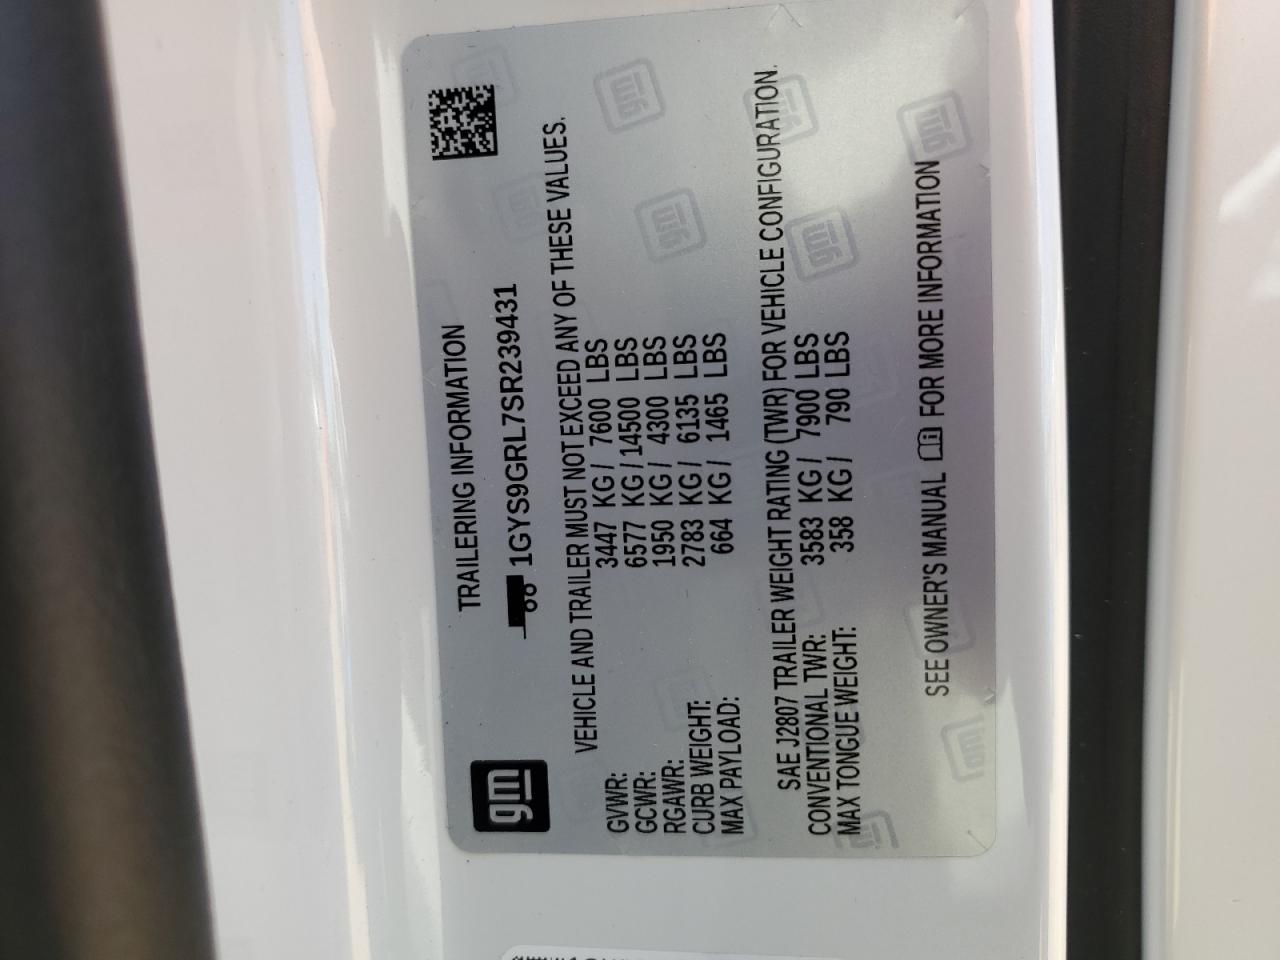 TRAILERING INFORMATION
gm
1GYS9GRL7SR239431
VEHICLE AND TRAILER MUST NOT EXCEED ANY OF THESE VALUES.
GVWR: 3447 KG / 7600 LBS
GCWR: 6577 KG / 14500 LBS
RGAWR: 1950 KG / 4300 LBS
CURB WEIGHT: 2783 KG / 6135 LBS
MAX PAYLOAD: 664 KG / 1465 LBS
SAE J2807 TRAILER WEIGHT RATING (TWR) FOR VEHICLE CONFIGURATION.
CONVENTIONAL TWR: 3583 KG / 7900 LBS
MAX TONGUE WEIGHT: 358 KG / 790 LBS
SEE OWNER'S MANUAL FOR MORE INFORMATION